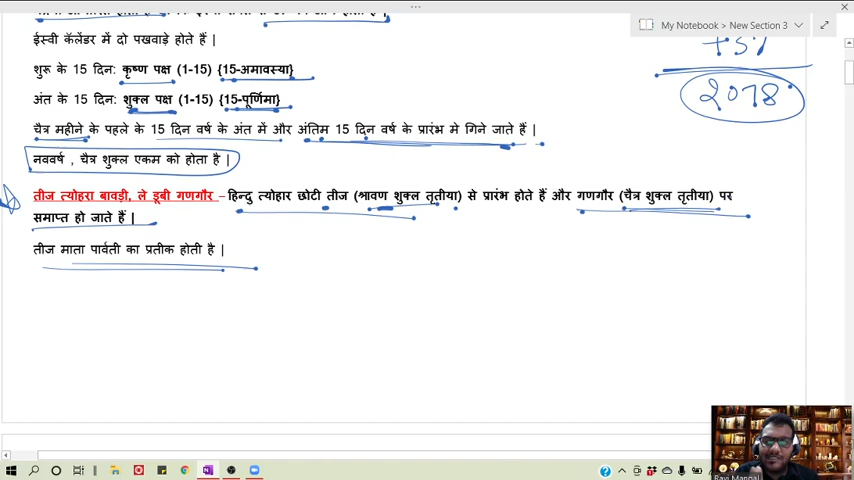 My Notebook > New Section 3
ईस्वी कॅलेंडर में दो पखवाड़े होते हैं |
+57
2078
शुरू के 15 दिन: कृष्ण पक्ष (1-15) {15-अमावस्या}
अंत के 15 दिन: शुक्ल पक्ष (1-15) {15-पूर्णिमा}
चैत्र महीने के पहले के 15 दिन वर्ष के अंत में और अंतिम 15 दिन वर्ष के प्रारंभ मे गिने जाते हैं |
नववर्ष , चैत्र शुक्ल एकम को होता है |
तीज त्योहरा बावड़ी, ले डूबी गणगौर – हिन्दु त्योहार छोटी तीज (श्रावण शुक्ल तृतीया) से प्रारंभ होते हैं और गणगौर (चैत्र शुक्ल तृतीया) पर
समाप्त हो जाते हैं |
तीज माता पार्वती का प्रतीक होती है |
Ravi Mangal